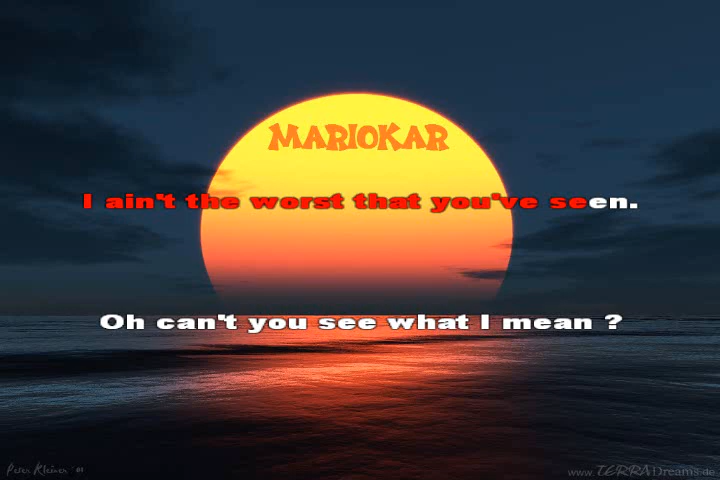 MARIOKAR
I ain't the worst that you've seen.
Oh can't you see what I mean ?
Peter Kleiner '01
www.TERRADreams.de